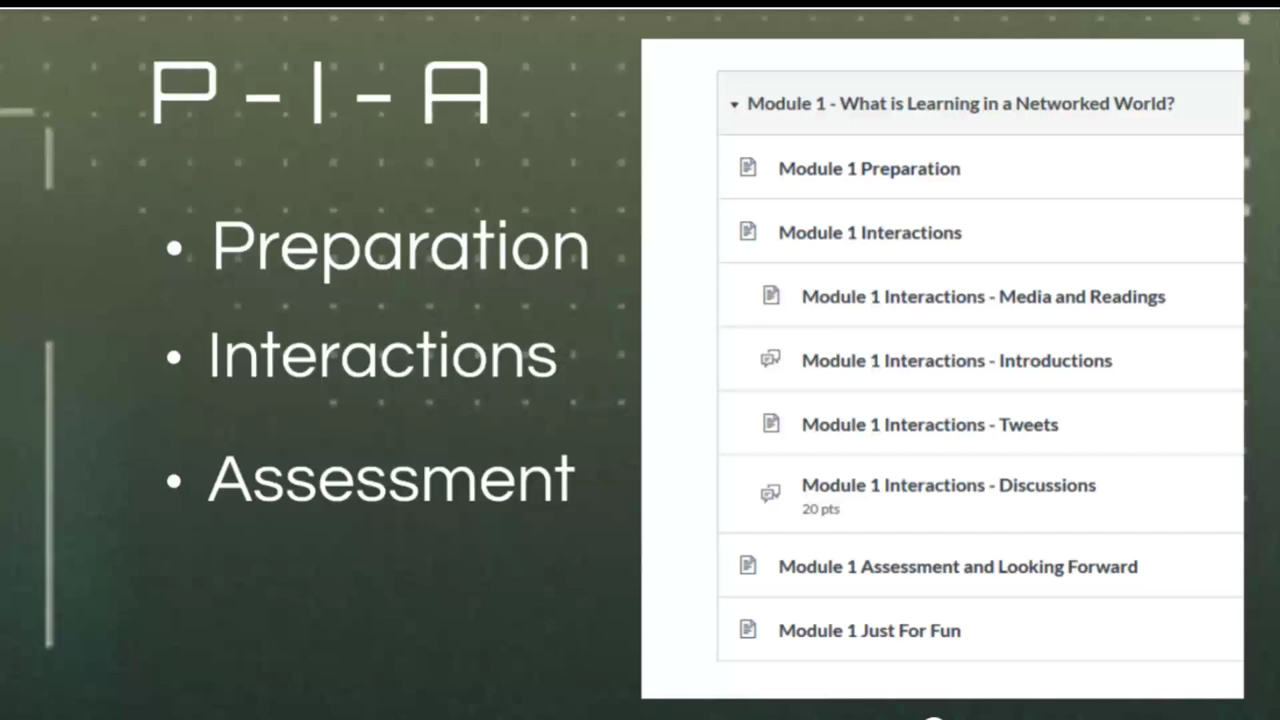 P - I - A
• Preparation
• Interactions
• Assessment
Module 1 - What is Learning in a Networked World?
Module 1 Preparation
Module 1 Interactions
Module 1 Interactions - Media and Readings
Module 1 Interactions - Introductions
Module 1 Interactions - Tweets
Module 1 Interactions - Discussions
20 pts
Module 1 Assessment and Looking Forward
Module 1 Just For Fun